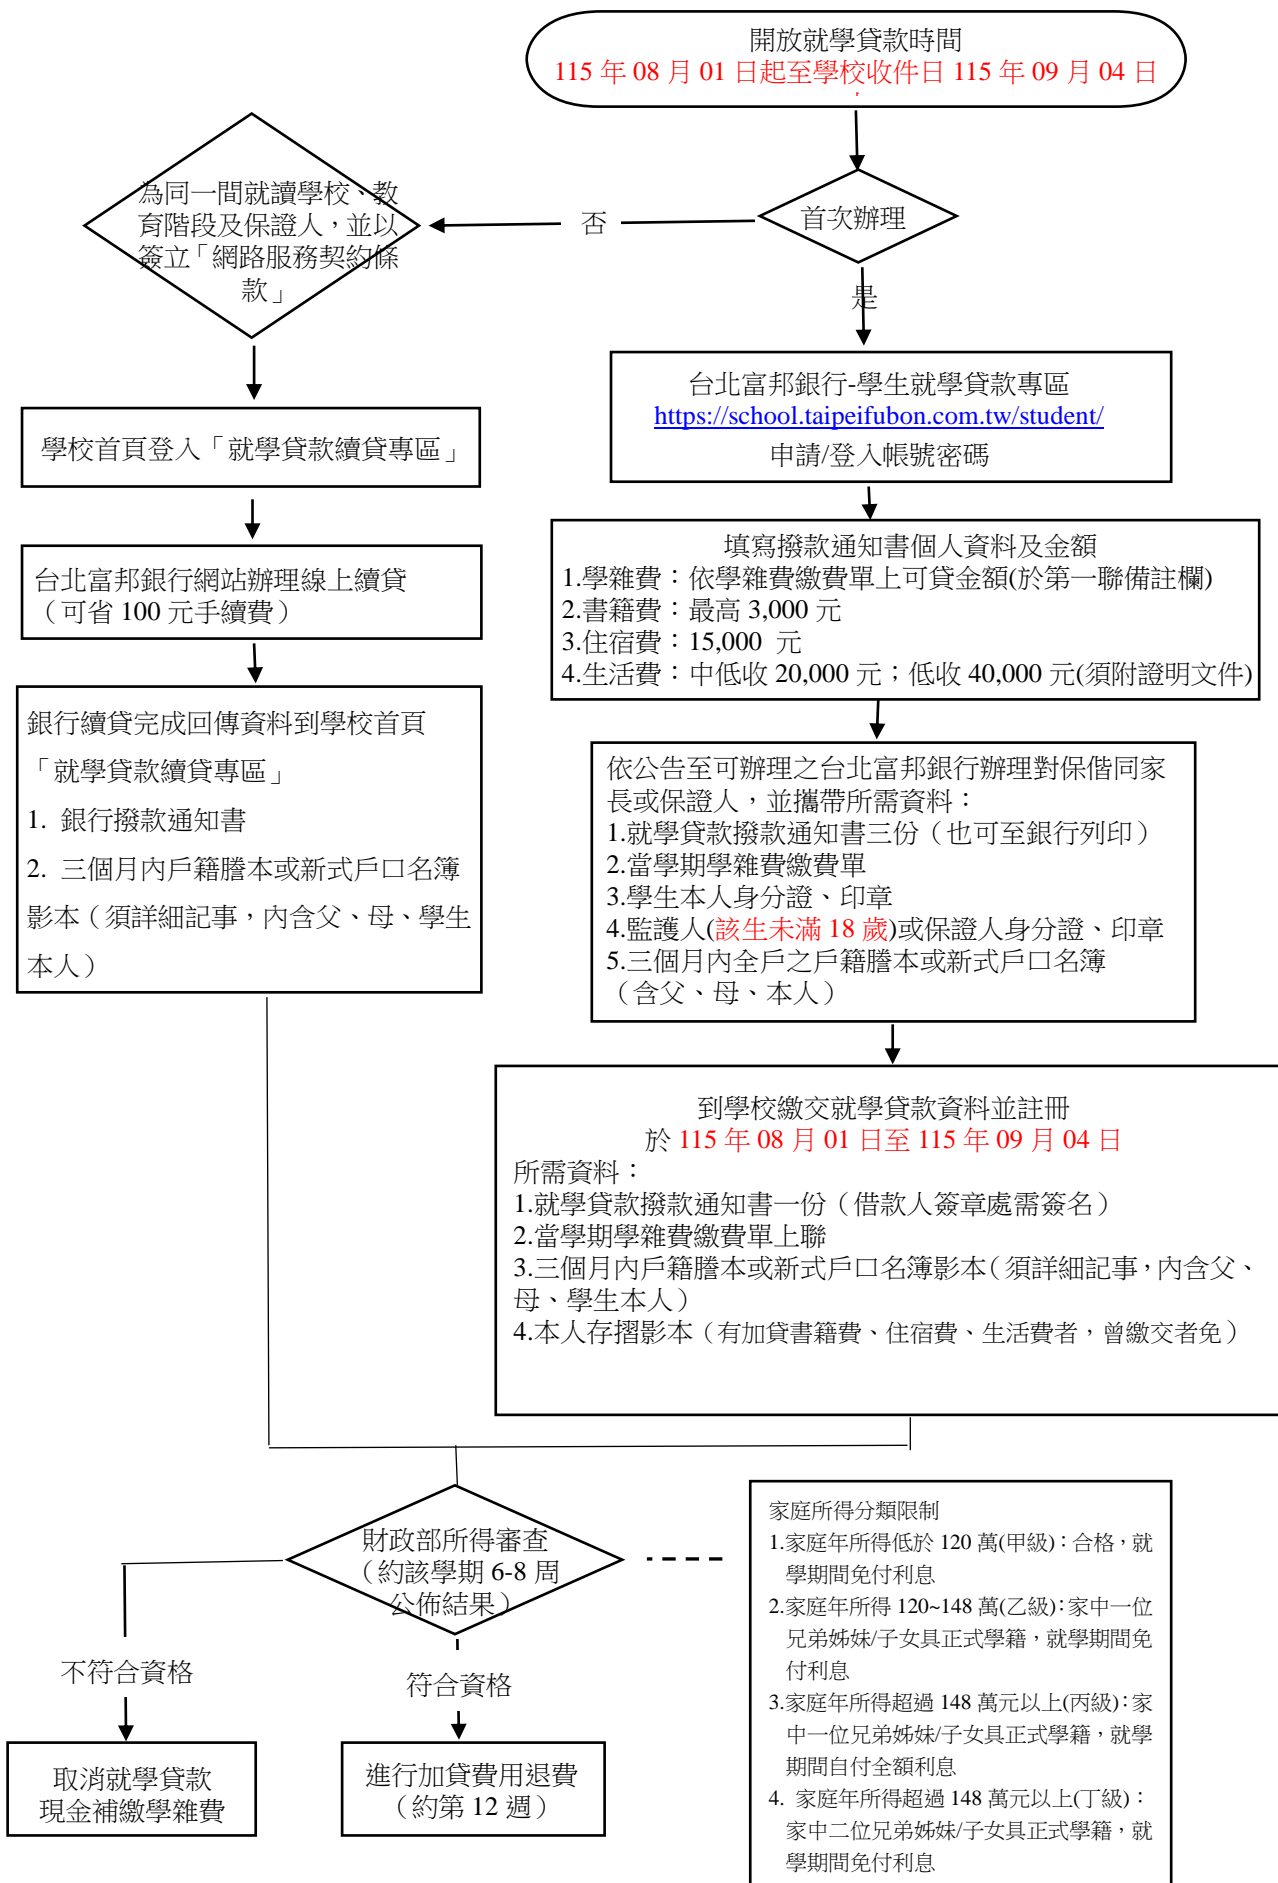 開放就學貸款時間
115 年 08 月 01 日起至學校收件日 115 年 09 月 04 日
首次辦理
否
是
為同一間就讀學校、教
育階段及保證人，並以
簽立「網路服務契約條
款」
學校首頁登入「就學貸款續貸專區」
台北富邦銀行網站辦理線上續貸
（可省 100 元手續費）
銀行續貸完成回傳資料到學校首頁
「就學貸款續貸專區」
1. 銀行撥款通知書
2. 三個月內戶籍謄本或新式戶口名簿
影本（須詳細記事，內含父、母、學生
本人）
台北富邦銀行-學生就學貸款專區
https://school.taipeifubon.com.tw/student/
申請/登入帳號密碼
填寫撥款通知書個人資料及金額
1.學雜費：依學雜費繳費單上可貸金額(於第一聯備註欄)
2.書籍費：最高 3,000 元
3.住宿費：15,000 元
4.生活費：中低收 20,000 元；低收 40,000 元(須附證明文件)
依公告至可辦理之台北富邦銀行辦理對保偕同家
長或保證人，並攜帶所需資料：
1.就學貸款撥款通知書三份（也可至銀行列印）
2.當學期學雜費繳費單
3.學生本人身分證、印章
4.監護人(該生未滿 18 歲)或保證人身分證、印章
5.三個月內全戶之戶籍謄本或新式戶口名簿
（含父、母、本人）
到學校繳交就學貸款資料並註冊
於 115 年 08 月 01 日至 115 年 09 月 04 日
所需資料：
1.就學貸款撥款通知書一份（借款人簽章處需簽名）
2.當學期學雜費繳費單上聯
3.三個月內戶籍謄本或新式戶口名簿影本（須詳細記事，內含父、
母、學生本人）
4.本人存摺影本（有加貸書籍費、住宿費、生活費者，曾繳交者免）
財政部所得審查
（約該學期 6-8 周
公佈結果）
不符合資格
符合資格
取消就學貸款
現金補繳學雜費
進行加貸費用退費
（約第 12 週）
家庭所得分類限制
1.家庭年所得低於 120 萬(甲級)：合格，就
學期間免付利息
2.家庭年所得 120~148 萬(乙級)：家中一位
兄弟姊妹/子女具正式學籍，就學期間免
付利息
3.家庭年所得超過 148 萬元以上(丙級)：家
中一位兄弟姊妹/子女具正式學籍，就學
期間自付全額利息
4. 家庭年所得超過 148 萬元以上(丁級)：
家中二位兄弟姊妹/子女具正式學籍，就
學期間免付利息